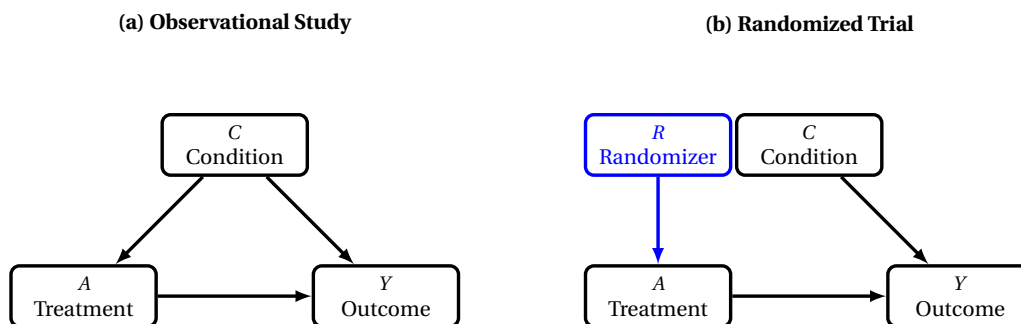 (a) Observational Study
C
Condition
A
Treatment
Y
Outcome
(b) Randomized Trial
R
Randomizer
C
Condition
A
Treatment
Y
Outcome